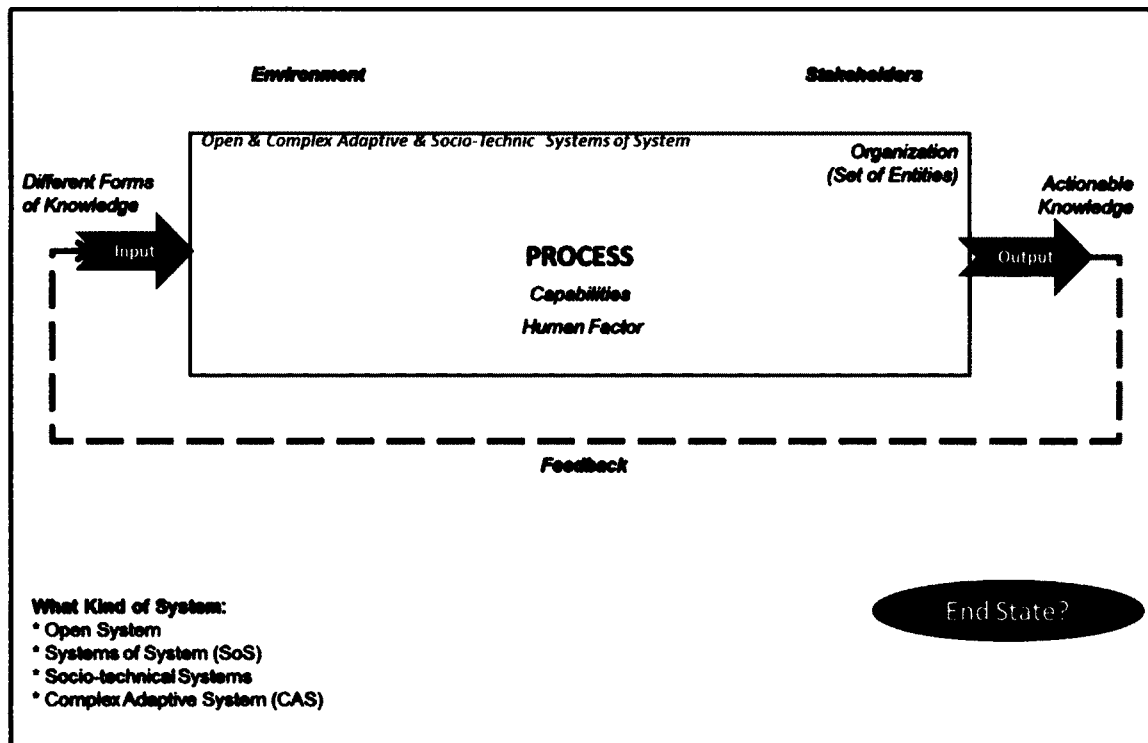 Environment
Stakeholders
Open & Complex Adaptive & Socio-Technic Systems of System
Organization
(Set of Entities)
Different Forms
of Knowledge
Actionable
Knowledge
Input
PROCESS
Output
Capabilities
Human Factor
Feedback
What Kind of System:
* Open System
* Systems of System (SoS)
* Socio-technical Systems
* Complex Adaptive System (CAS)
End State?